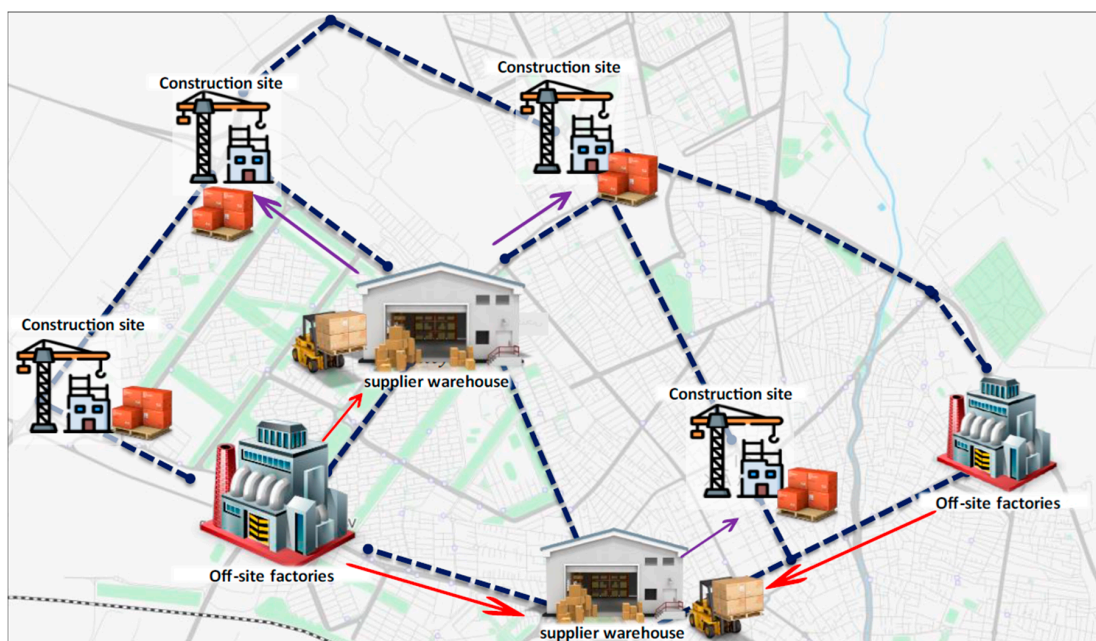 Construction site
Construction site
Construction site
supplier warehouse
Construction site
Off-site factories
Off-site factories
supplier warehouse